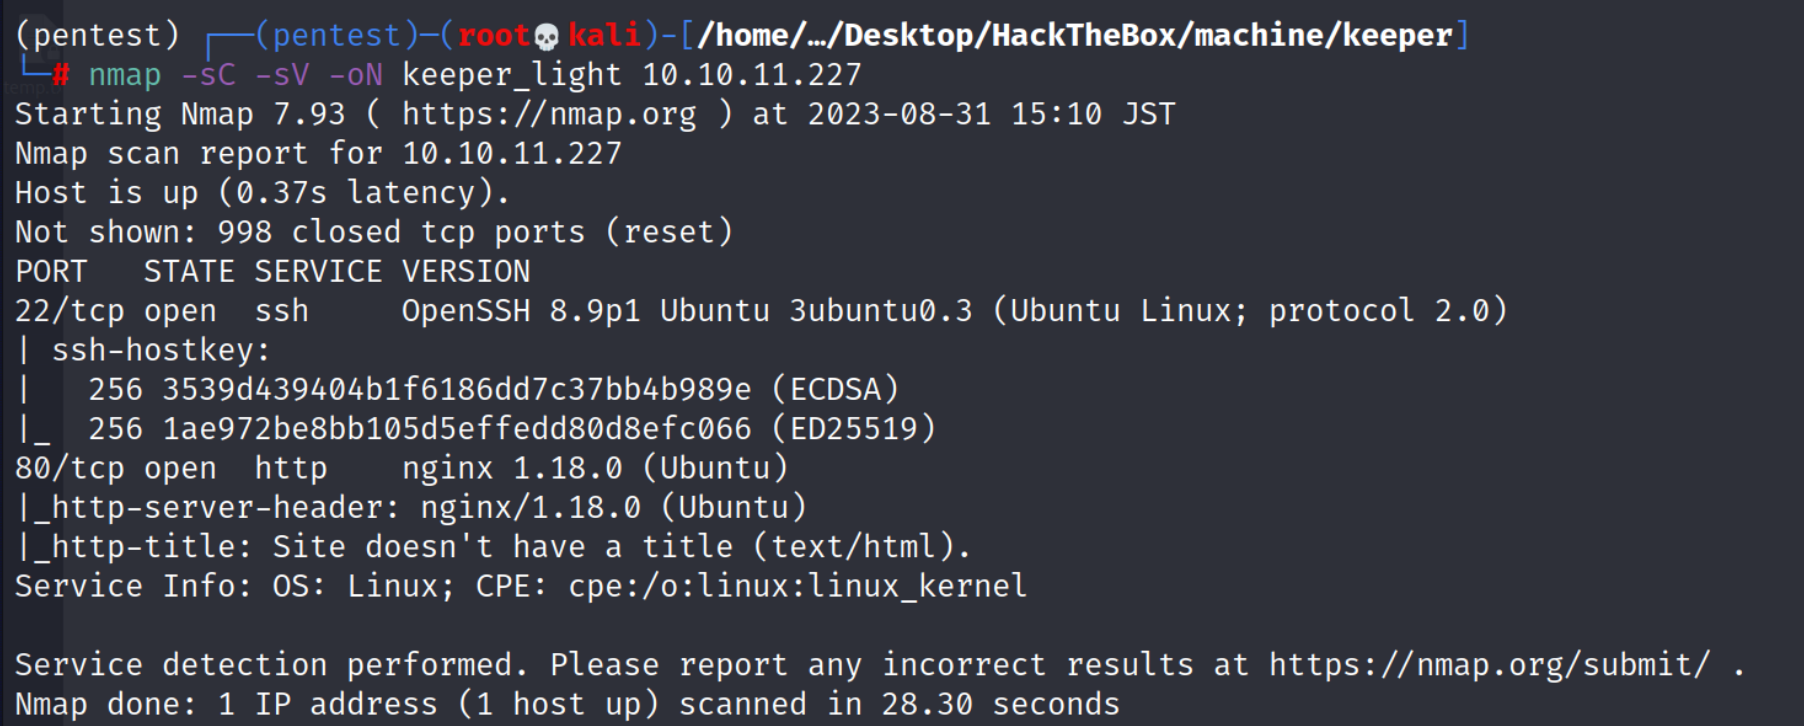 (pentest) ┌──(pentest)─(root💀kali)-[/home/…/Desktop/HackTheBox/machine/keeper]
└─# nmap -sC -sV -oN keeper_light 10.10.11.227
Starting Nmap 7.93 ( https://nmap.org ) at 2023-08-31 15:10 JST
Nmap scan report for 10.10.11.227
Host is up (0.37s latency).
Not shown: 998 closed tcp ports (reset)
PORT   STATE SERVICE VERSION
22/tcp open  ssh     OpenSSH 8.9p1 Ubuntu 3ubuntu0.3 (Ubuntu Linux; protocol 2.0)
| ssh-hostkey:
|   256 3539d439404b1f6186dd7c37bb4b989e (ECDSA)
|_  256 1ae972be8bb105d5effedd80d8efc066 (ED25519)
80/tcp open  http    nginx 1.18.0 (Ubuntu)
|_http-server-header: nginx/1.18.0 (Ubuntu)
|_http-title: Site doesn't have a title (text/html).
Service Info: OS: Linux; CPE: cpe:/o:linux:linux_kernel

Service detection performed. Please report any incorrect results at https://nmap.org/submit/ .
Nmap done: 1 IP address (1 host up) scanned in 28.30 seconds